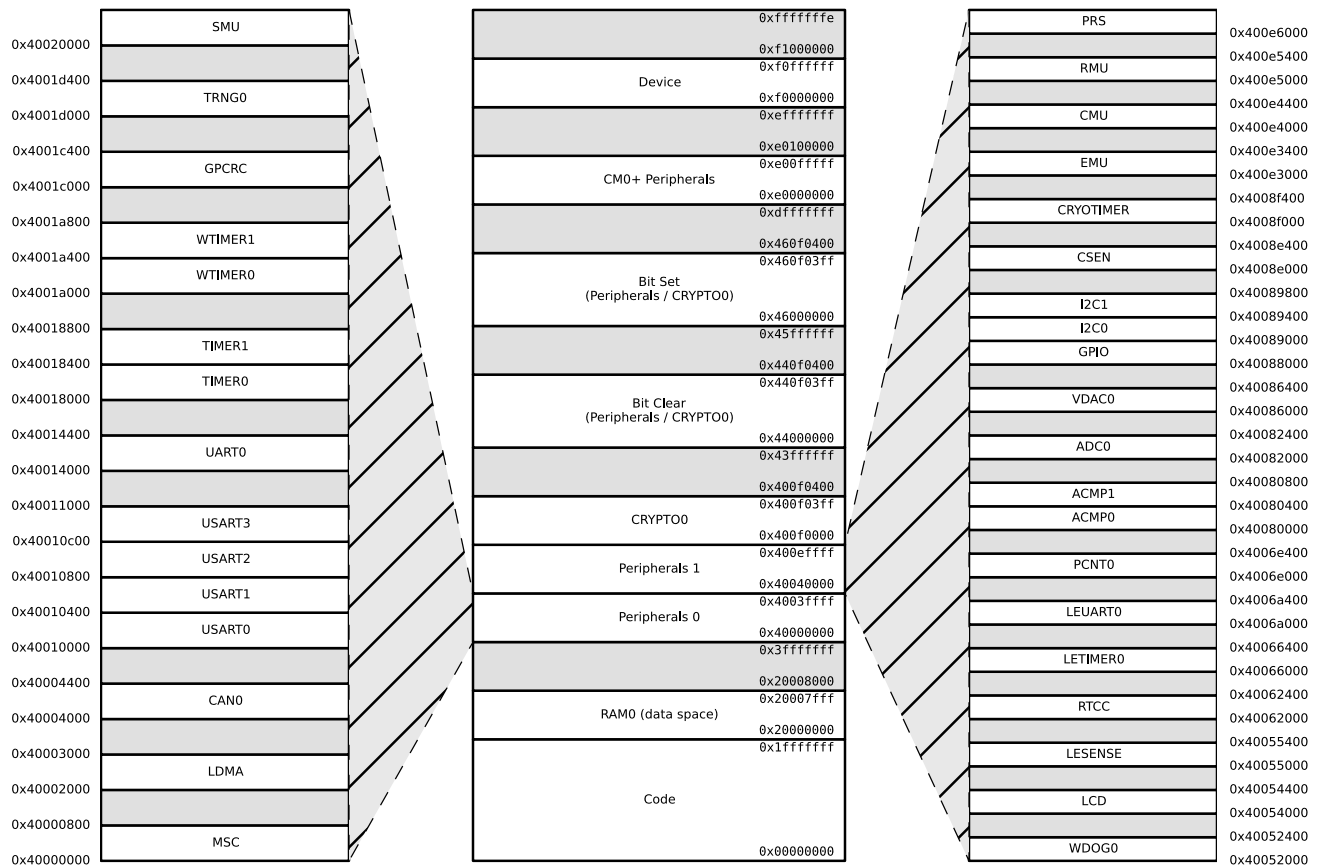 SMU
0x40020000
0x4001d400
TRNG0
0x4001d000
0x4001c400
GPCRC
0x4001c000
0x4001a800
WTIMER1
0x4001a400
WTIMER0
0x4001a000
0x40018800
TIMER1
0x40018400
TIMER0
0x40018000
0x40014400
UART0
0x40014000
0x40011000
USART3
0x40010c00
USART2
0x40010800
USART1
0x40010400
USART0
0x40010000
0x40004400
CAN0
0x40004000
0x40003000
LDMA
0x40002000
0x40000800
MSC
0x40000000
0xfffffffe
0xf1000000
0xf0ffffff
Device
0xf0000000
0xefffffff
0xe0100000
0xe00fffff
CM0+ Peripherals
0xe0000000
0xdfffffff
0x460f0400
0x460f03ff
Bit Set
(Peripherals / CRYPTO0)
0x46000000
0x45ffffff
0x440f0400
0x440f03ff
Bit Clear
(Peripherals / CRYPTO0)
0x44000000
0x43ffffff
0x400f0400
0x400f03ff
CRYPTO0
0x400f0000
0x400effff
Peripherals 1
0x40040000
0x4003ffff
Peripherals 0
0x40000000
0x3fffffff
0x20008000
0x20007fff
RAM0 (data space)
0x20000000
0x1fffffff
Code
0x00000000
PRS
0x400e6000
0x400e5400
RMU
0x400e5000
0x400e4400
CMU
0x400e4000
0x400e3400
EMU
0x400e3000
0x4008f400
CRYOTIMER
0x4008f000
0x4008e400
CSEN
0x4008e000
0x40089800
I2C1
0x40089400
I2C0
0x40089000
GPIO
0x40088000
0x40086400
VDAC0
0x40086000
0x40082400
ADC0
0x40082000
0x40080800
ACMP1
0x40080400
ACMP0
0x40080000
0x4006e400
PCNT0
0x4006e000
0x4006a400
LEUART0
0x4006a000
0x40066400
LETIMER0
0x40066000
0x40062400
RTCC
0x40062000
0x40055400
LESENSE
0x40055000
0x40054400
LCD
0x40054000
0x40052400
WDOG0
0x40052000